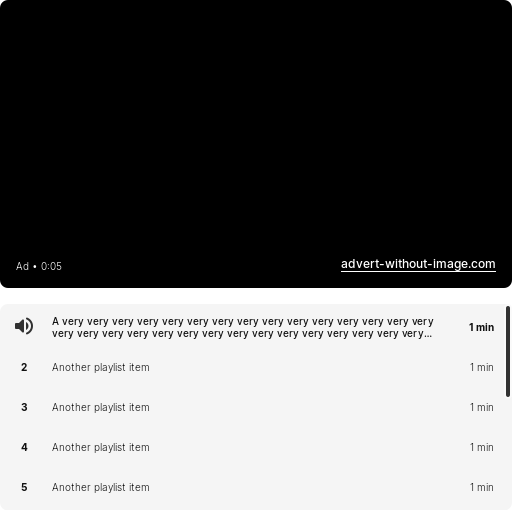 Ad • 0:05
advert-without-image.com
A very very very very very very very very very very very very very very very
very very very very very very very very very very very very very very very...
1 min
2 Another playlist item 1 min
3 Another playlist item 1 min
4 Another playlist item 1 min
5 Another playlist item 1 min